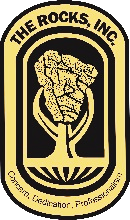 THE ROCKS, INC.
Concern, Dedication, Professionalism